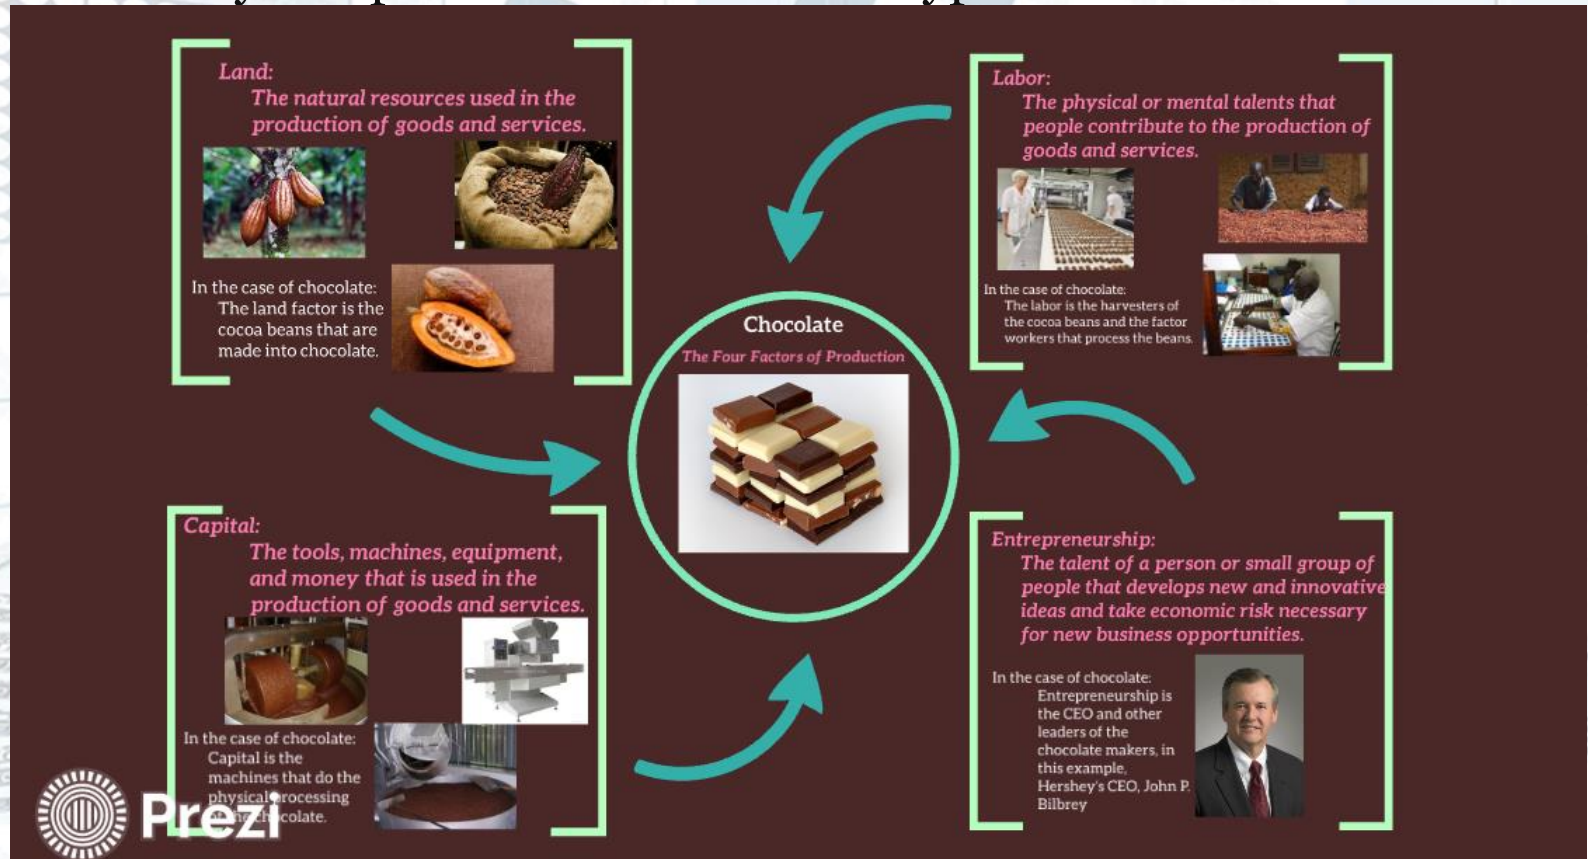 Land:
The natural resources used in the
production of goods and services.
In the case of chocolate:
The land factor is the
cocoa beans that are
made into chocolate.
Labor:
The physical or mental talents that
people contribute to the production of
goods and services.
In the case of chocolate:
The labor is the harvesters of
the cocoa beans and the factor
workers that process the beans.
Chocolate
The Four Factors of Production
Capital:
The tools, machines, equipment,
and money that is used in the
production of goods and services.
In the case of chocolate:
Capital is the
machines that do the
physical processing
of the chocolate.
Entrepreneurship:
The talent of a person or small group of
people that develops new and innovative
ideas and take economic risk necessary
for new business opportunities.
In the case of chocolate:
Entrepreneurship is
the CEO and other
leaders of the
chocolate makers, in
this example,
Hershey's CEO, John P.
Bilbrey
Prezi